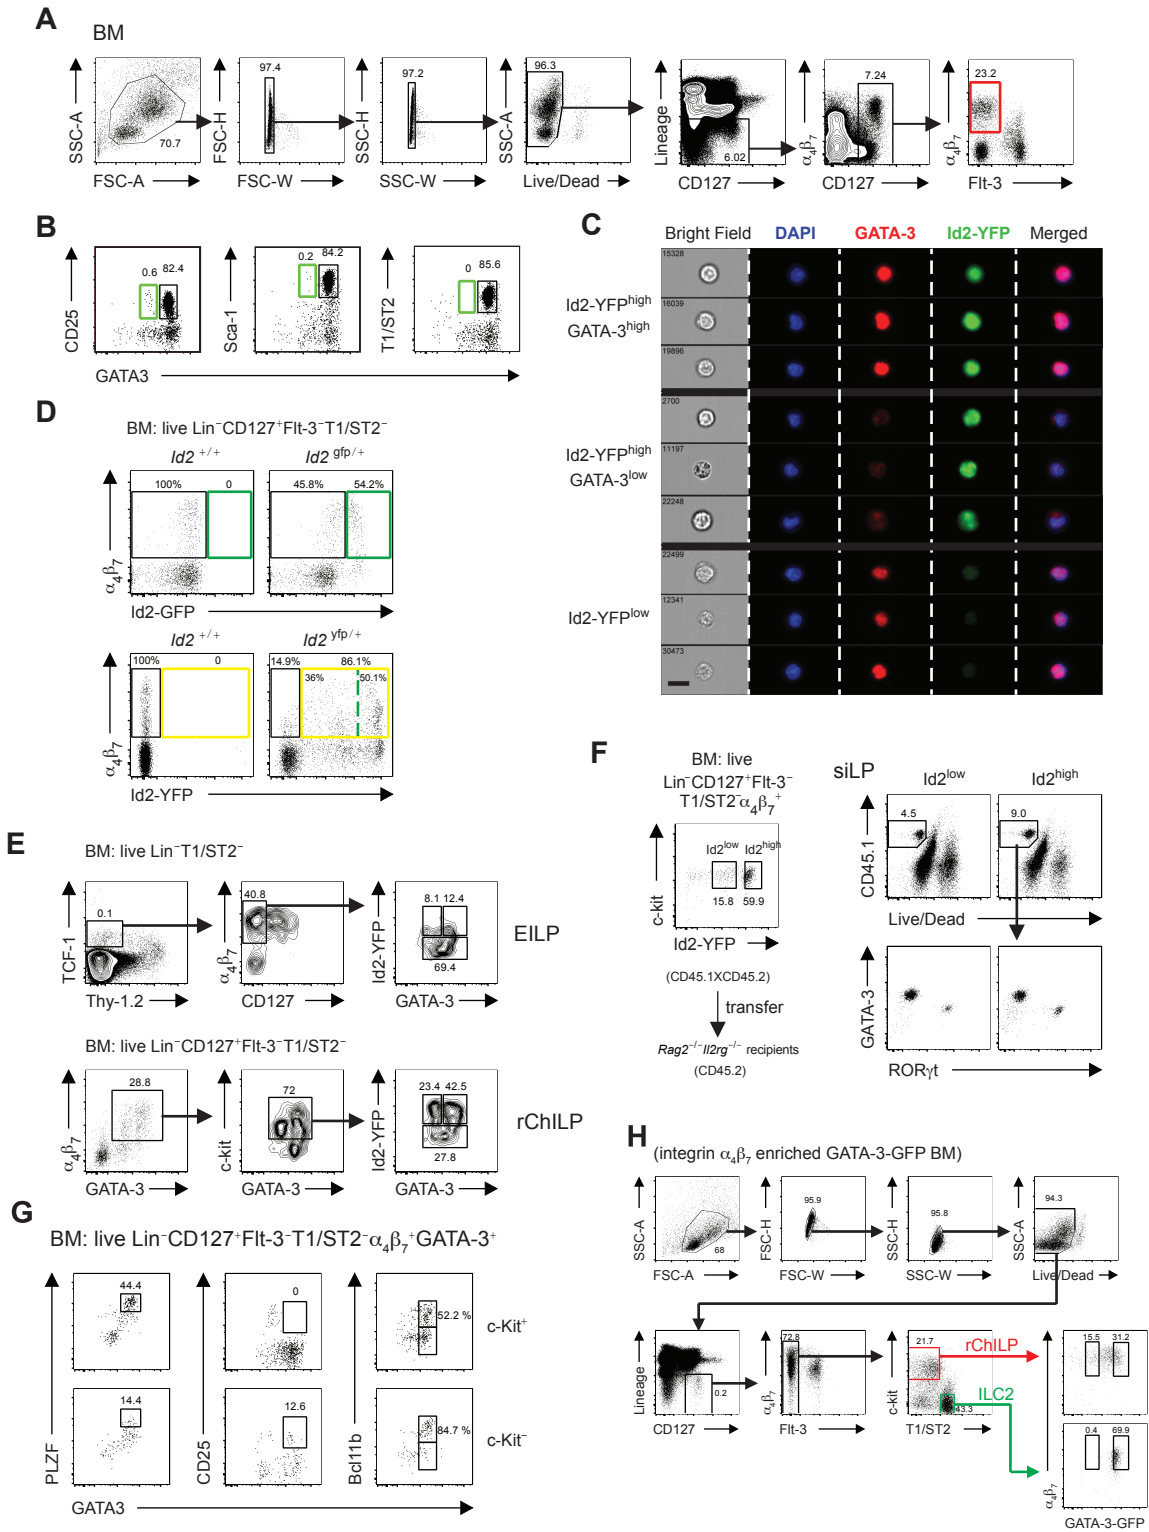 A
BM
SSC-A
70.7
FSC-A
97.4
FSC-H
FSC-W
97.2
SSC-H
SSC-W
96.3
SSC-A
Live/Dead
Lineage
6.02
CD127
7.24
α4β7
CD127
23.2
α4β7
Flt-3
B
CD25
0.6 82.4
Sca-1
0.2 84.2
T1/ST2
0 85.6
GATA3
C
Bright Field DAPI GATA-3 Id2-YFP Merged
Id2-YFPhigh
GATA-3high
15328
16039
19896
Id2-YFPhigh
GATA-3low
2700
11197
22248
Id2-YFPlow
22499
12341
30473
D
BM: live Lin−CD127+Flt-3−T1/ST2−
Id2 +/+ Id2 gfp/+
100% 0 45.8% 54.2%
α4β7
Id2-GFP
Id2 +/+ Id2 yfp/+
100% 0 14.9% 86.1%
36% 50.1%
α4β7
Id2-YFP
E
BM: live Lin−T1/ST2−
TCF-1
0.1
Thy-1.2
40.8
α4β7
CD127
8.1 12.4
Id2-YFP
69.4
GATA-3
EILP
BM: live Lin−CD127+Flt-3−T1/ST2−
28.8
α4β7
GATA-3
72
c-kit
GATA-3
23.4 42.5
Id2-YFP
27.8
GATA-3
rChILP
F
BM: live
Lin−CD127+Flt-3−
T1/ST2−α4β7+
c-kit
Id2low Id2high
15.8 59.9
Id2-YFP
(CD45.1XCD45.2)
transfer
Rag2−/−Il2rg−/− recipients
(CD45.2)
siLP
Id2low Id2high
4.5 9.0
CD45.1
Live/Dead
GATA-3
RORγt
G
BM: live Lin−CD127+Flt-3−T1/ST2−α4β7+GATA-3+
44.4
0
52.2 %
c-Kit+
14.4
12.6
84.7 %
c-Kit−
PLZF
CD25
Bcl11b
GATA3
H
(integrin α4β7 enriched GATA-3-GFP BM)
SSC-A
68
FSC-A
95.9
FSC-H
FSC-W
95.8
SSC-H
SSC-W
94.3
SSC-A
Live/Dead
Lineage
0.2
CD127
72.8
α4β7
Flt-3
21.7
c-kit
43.3
T1/ST2
rChILP
ILC2
15.5 31.2
0.4 69.9
α4β7
GATA-3-GFP